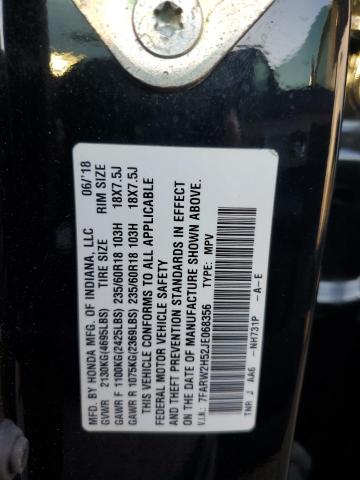 MFD. BY HONDA MFG. OF INDIANA, LLC 06/'18
GVWR 2130KG(4695LBS) TIRE SIZE RIM SIZE
GAWR F 1100KG(2425LBS) 235/60R18 103H 18X7.5J
GAWR R 1075KG(2369LBS) 235/60R18 103H 18X7.5J
THIS VEHICLE CONFORMS TO ALL APPLICABLE
FEDERAL MOTOR VEHICLE SAFETY
AND THEFT PREVENTION STANDARDS IN EFFECT
ON THE DATE OF MANUFACTURE SHOWN ABOVE.
V.I.N.: 7FARW2H52JE068356 TYPE: MPV
TNR J AA6 -NH731P -A-E